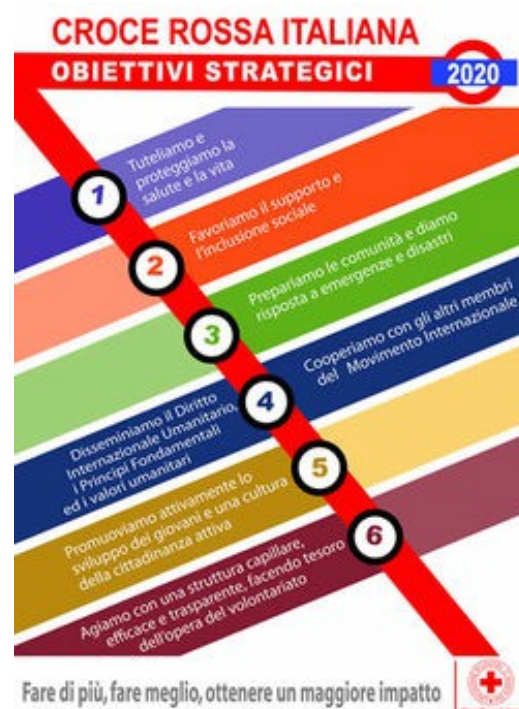 CROCE ROSSA ITALIANA
OBIETTIVI STRATEGICI
2020
1
Tuteliamo e
proteggiamo la
salute e la vita
2
Favoriamo il supporto e
l'inclusione sociale
3
Prepariamo le comunità e diamo
risposta a emergenze e disastri
4
Disseminiamo il Diritto
Internazionale Umanitario,
i Principi Fondamentali
ed i valori umanitari
Cooperiamo con gli altri membri
del Movimento Internazionale
5
Promuoviamo attivamente lo
sviluppo dei giovani e una cultura
della cittadinanza attiva
6
Agiamo con una struttura capillare,
efficace e trasparente, facendo tesoro
dell'opera del volontariato
Fare di più, fare meglio, ottenere un maggiore impatto